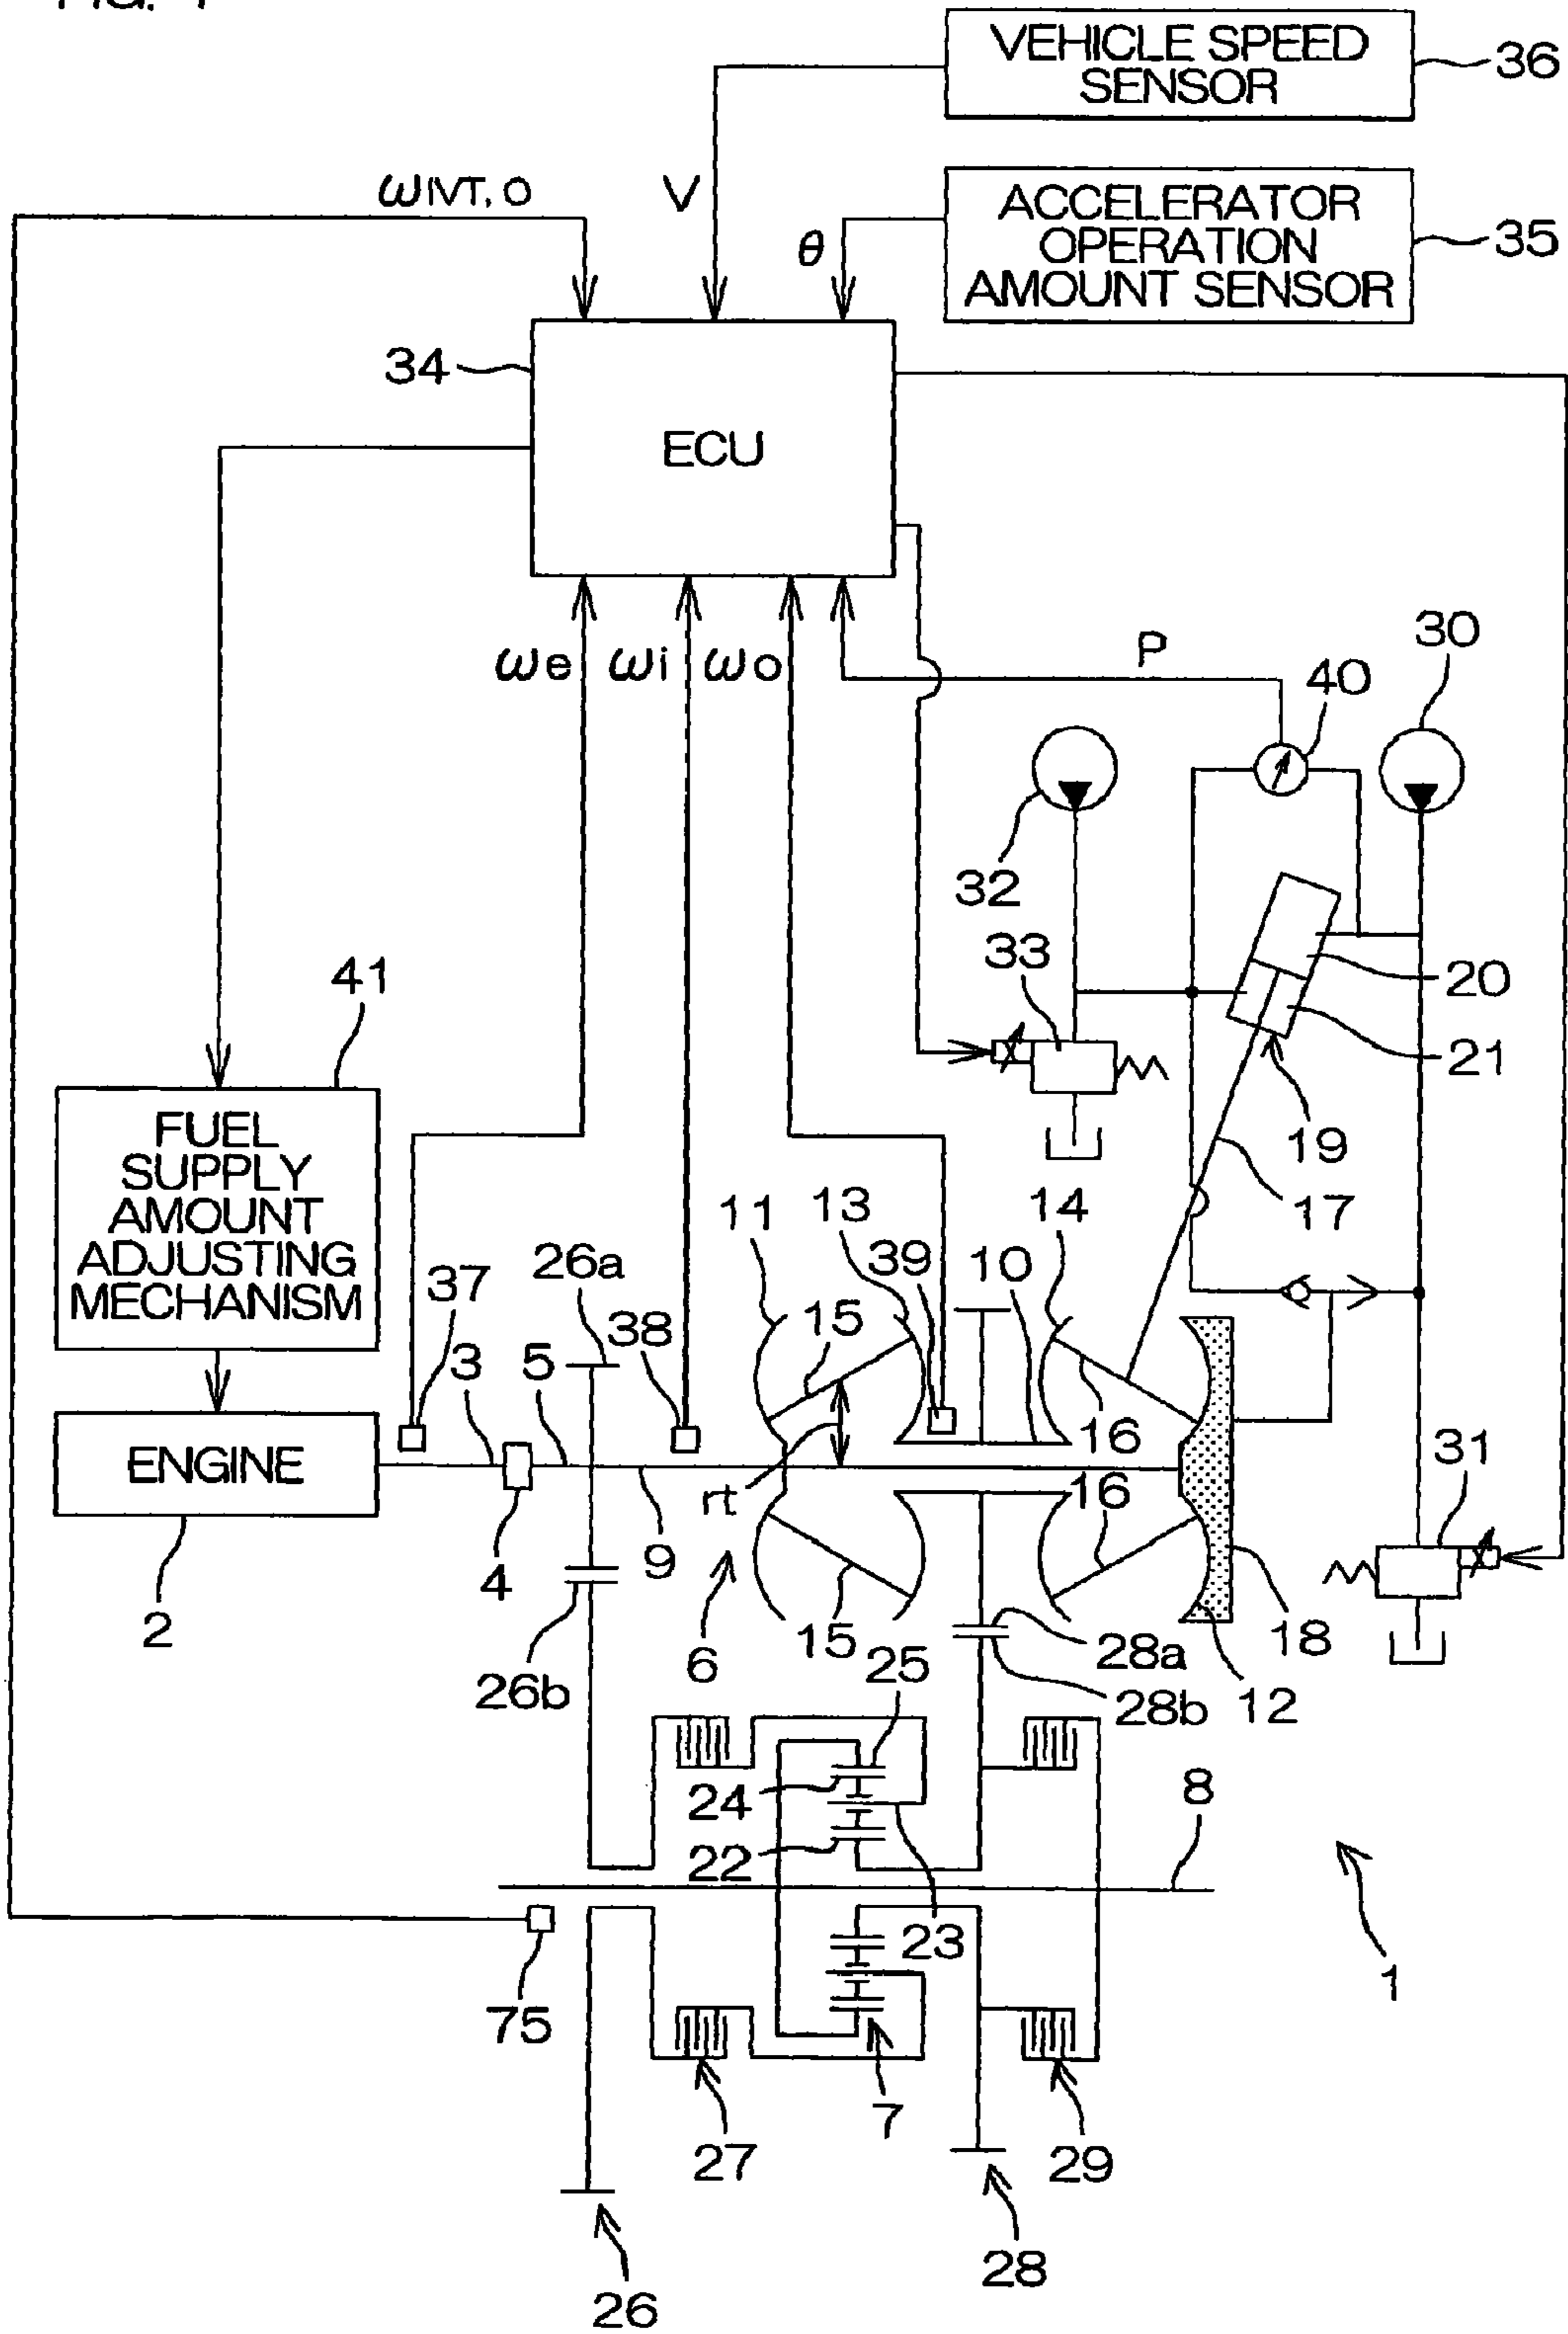 VEHICLE SPEED
SENSOR
36
ωIVT, O
V
θ
ACCELERATOR
OPERATION
AMOUNT SENSOR
35
34
ECU
ωe
ωi
ωo
P
30
40
32
33
20
21
41
19
17
FUEL
SUPPLY
AMOUNT
ADJUSTING
MECHANISM
11
13
14
26a
39
10
37
38
15
3
5
16
ENGINE
31
rt
16
4
9
2
6
15
28a
18
26b
25
28b
12
24
8
22
23
75
1
7
27
29
28
26